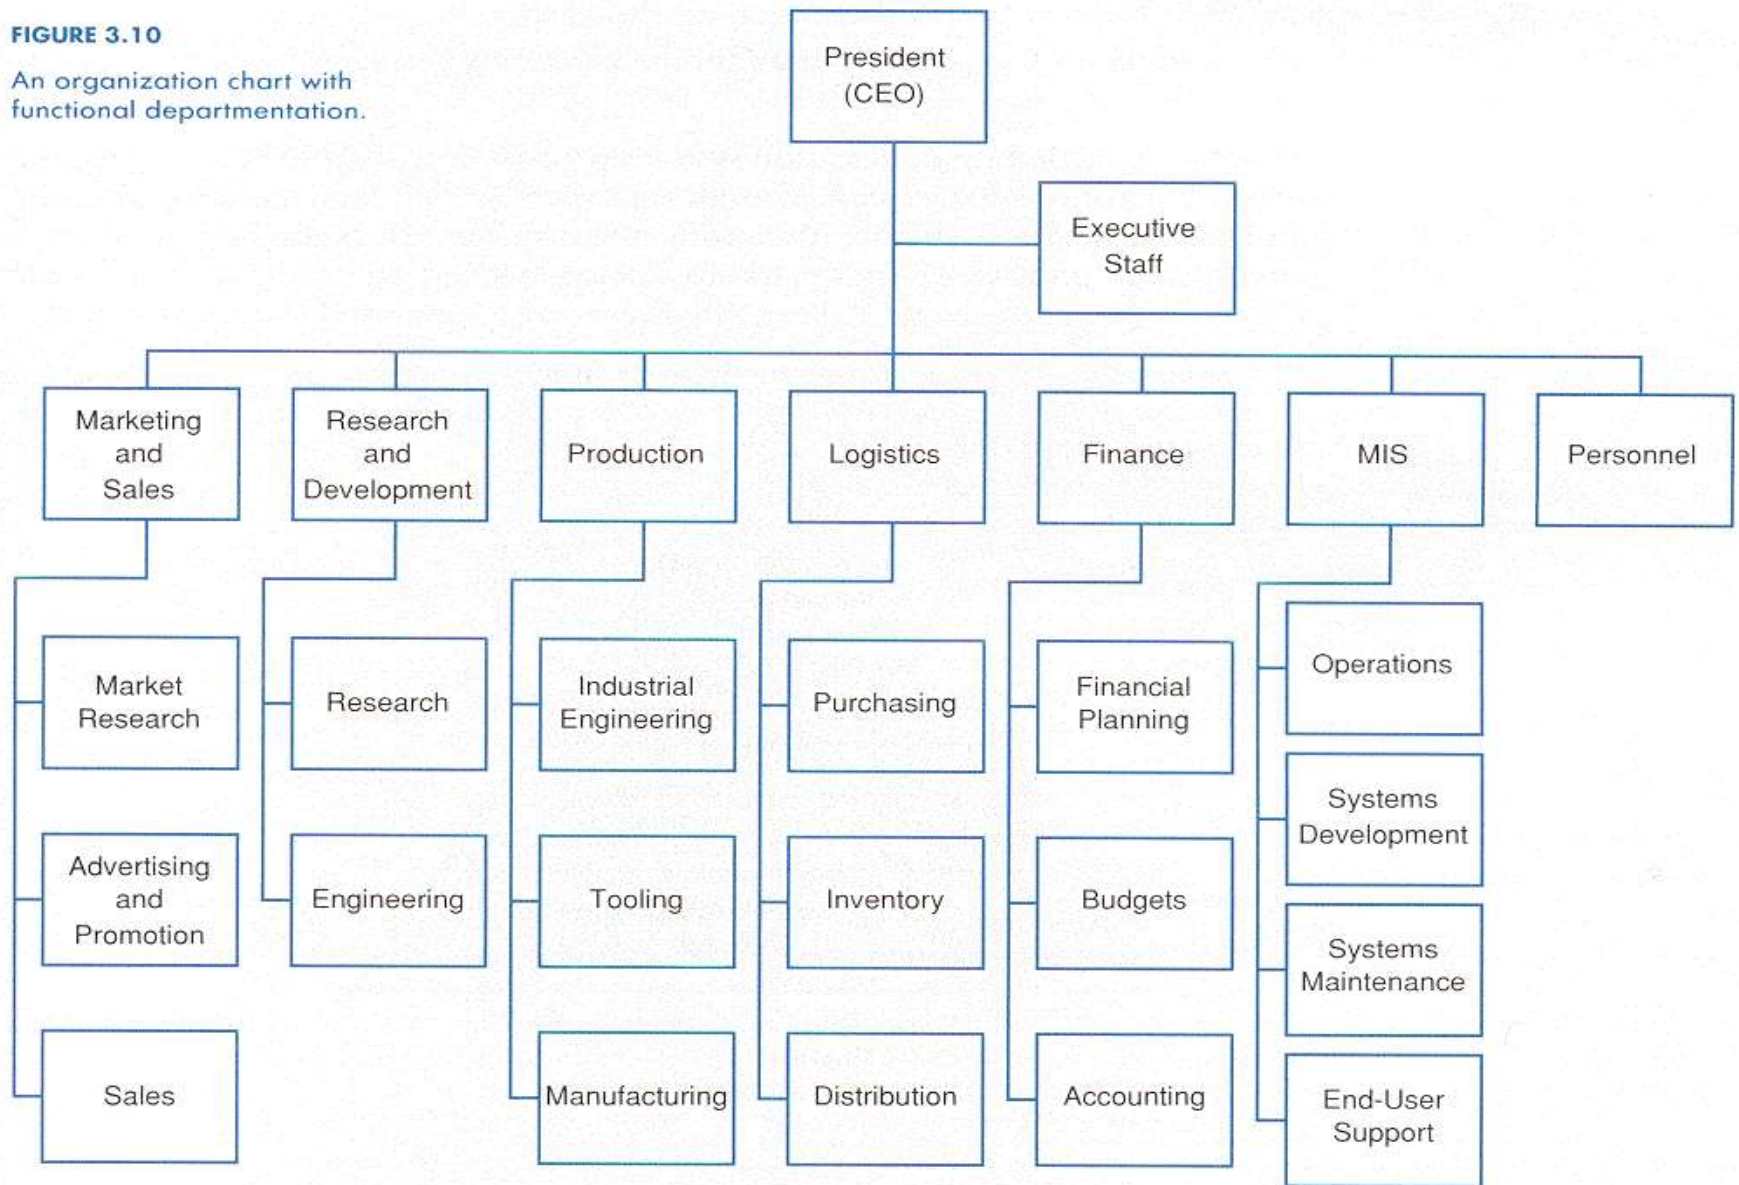 FIGURE 3.10
An organization chart with
functional departmentation.
President
(CEO)
Executive
Staff
Marketing
and
Sales
Research
and
Development
Production
Logistics
Finance
MIS
Personnel
Market
Research
Advertising
and
Promotion
Sales
Research
Engineering
Industrial
Engineering
Tooling
Manufacturing
Purchasing
Inventory
Distribution
Financial
Planning
Budgets
Accounting
Operations
Systems
Development
Systems
Maintenance
End-User
Support